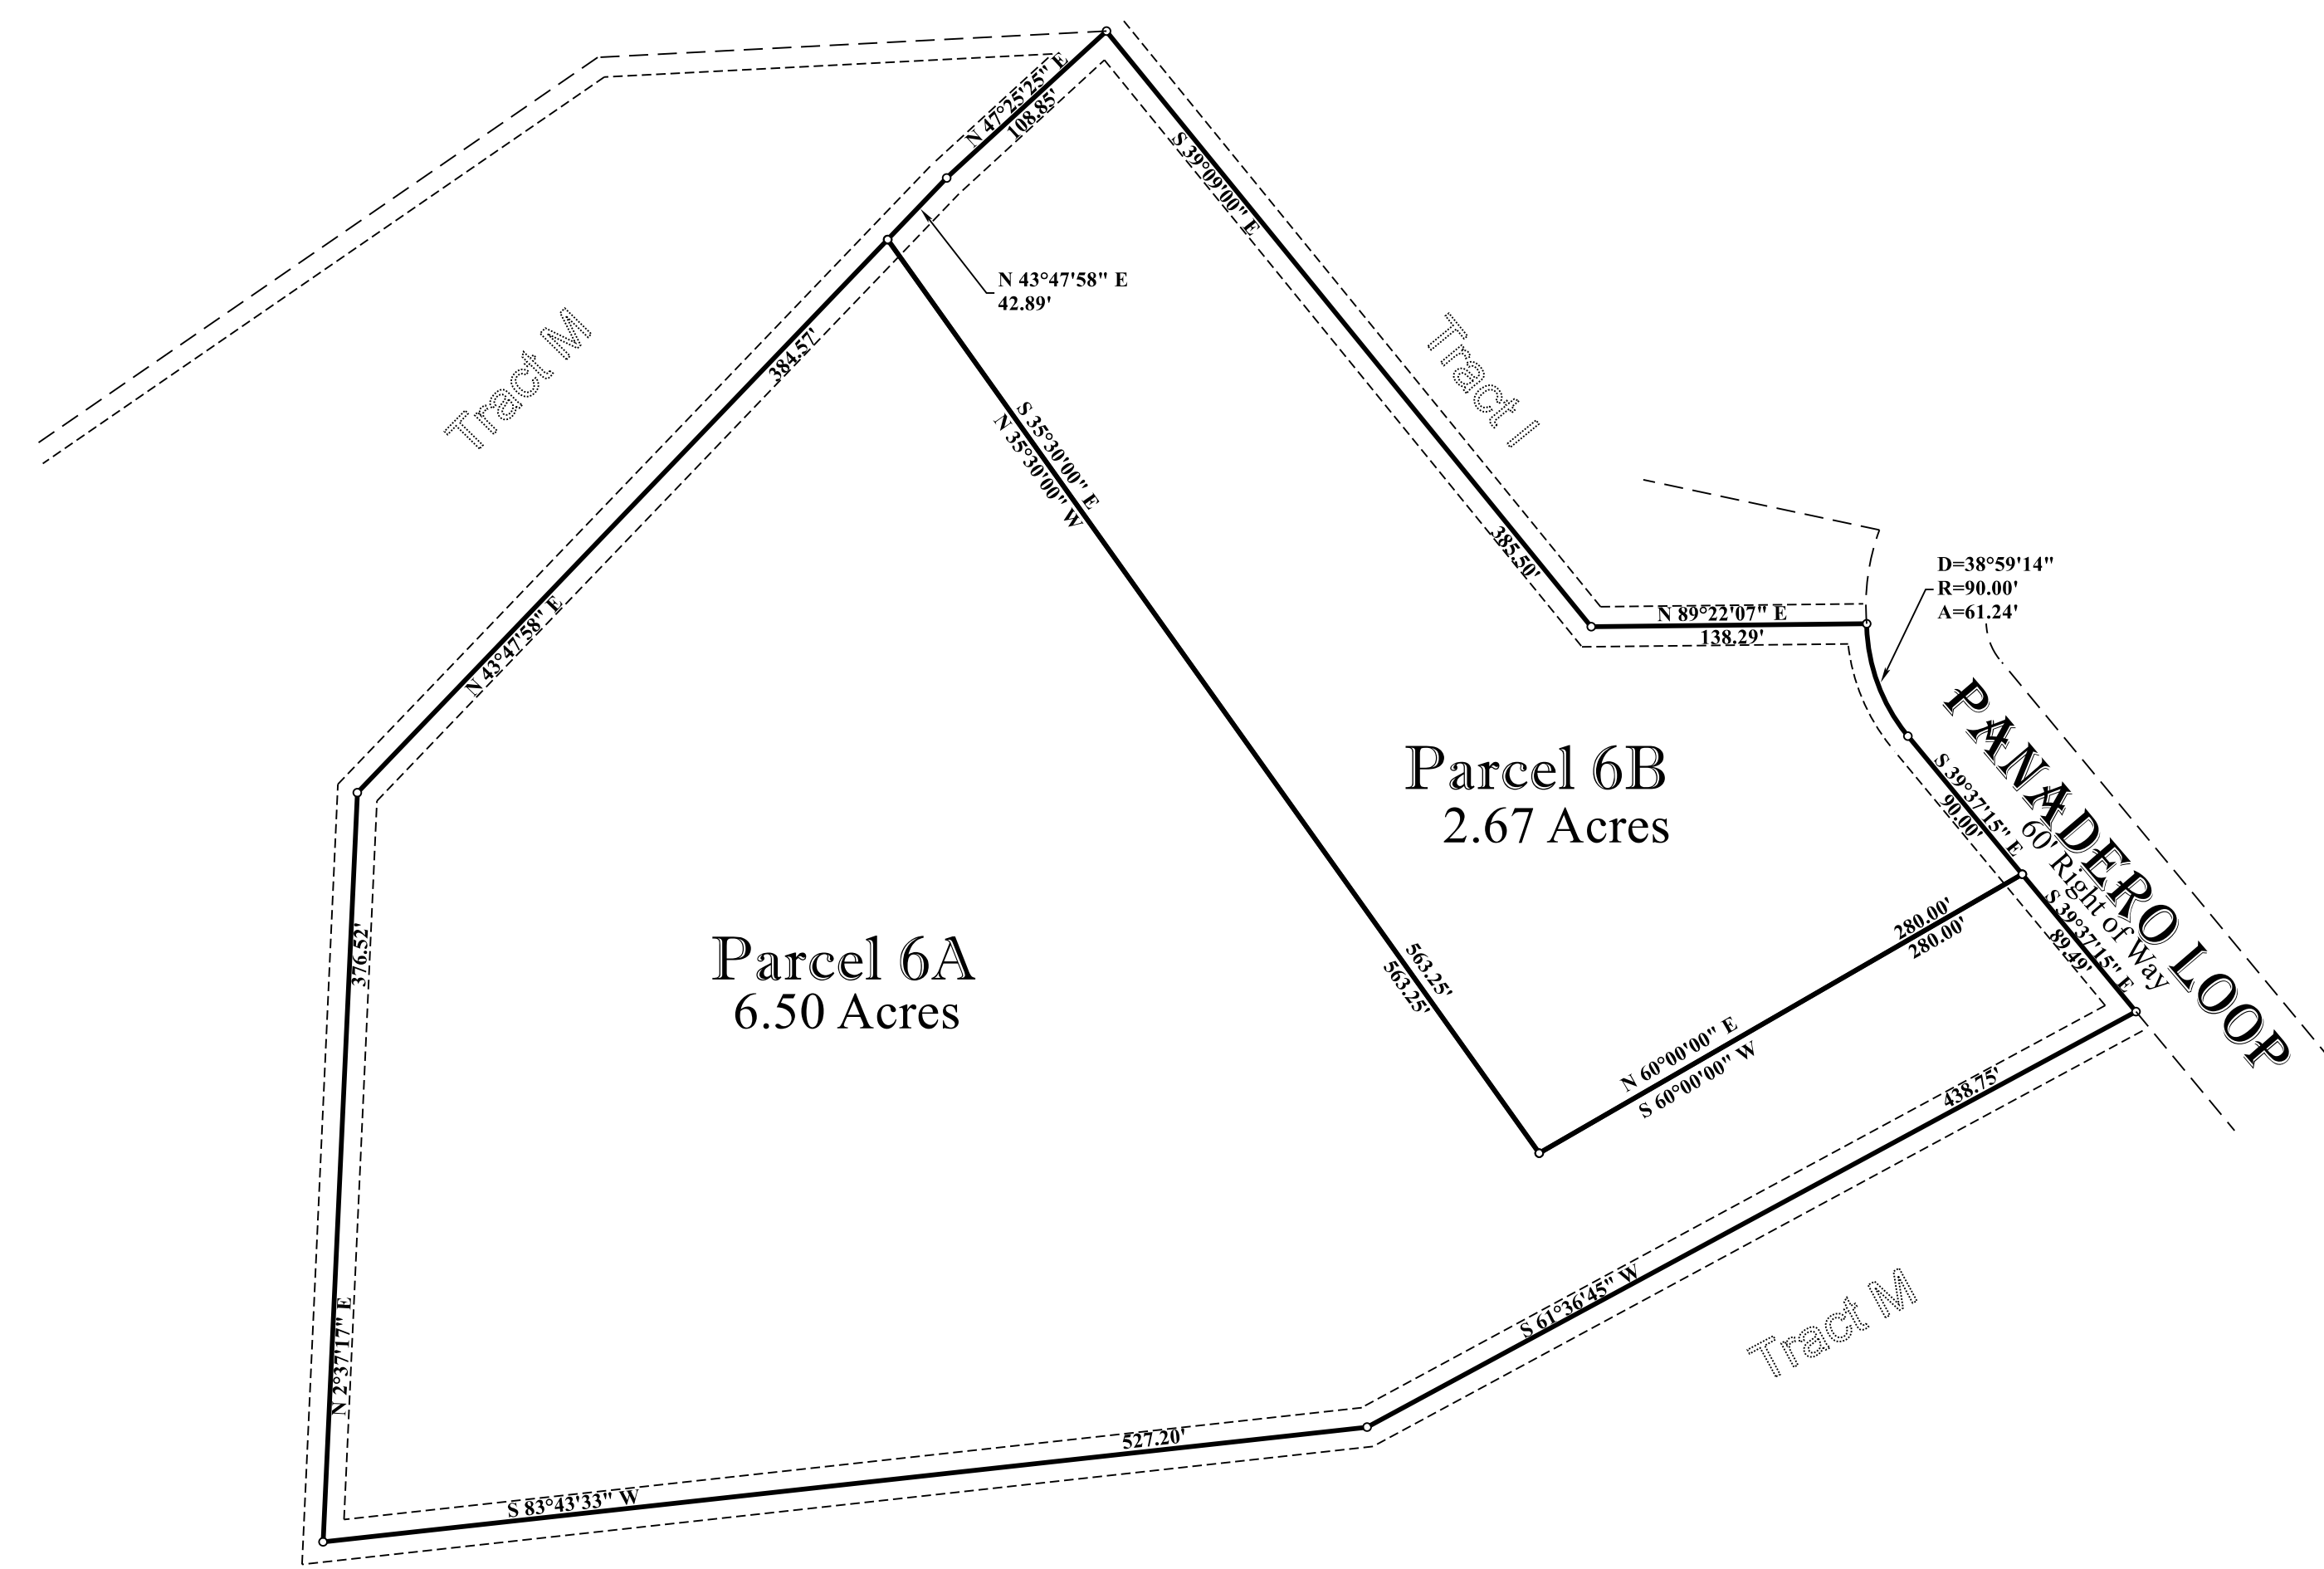 N 47°25'25" E
108.85'
S 39°09'00" E
N 43°47'58" E
42.89'
Tract M
384.57'
Tract I
S 35°30'00" E
N 35°30'00" W
385.50'
D=38°59'14"
R=90.00'
A=61.24'
N 43°47'58" E
N 89°22'07" E
138.29'
PANADERO LOOP
60' Right of Way
S 39°37'15" E
90.00'
Parcel 6B
2.67 Acres
S 39°37'15" E
89.49'
280.00'
280.00'
376.52'
Parcel 6A
6.50 Acres
563.25'
563.25'
N 60°00'00" E
S 60°00'00" W
438.75'
N 2°37'17" E
S 61°36'45" W
Tract M
527.20'
S 83°43'33" W